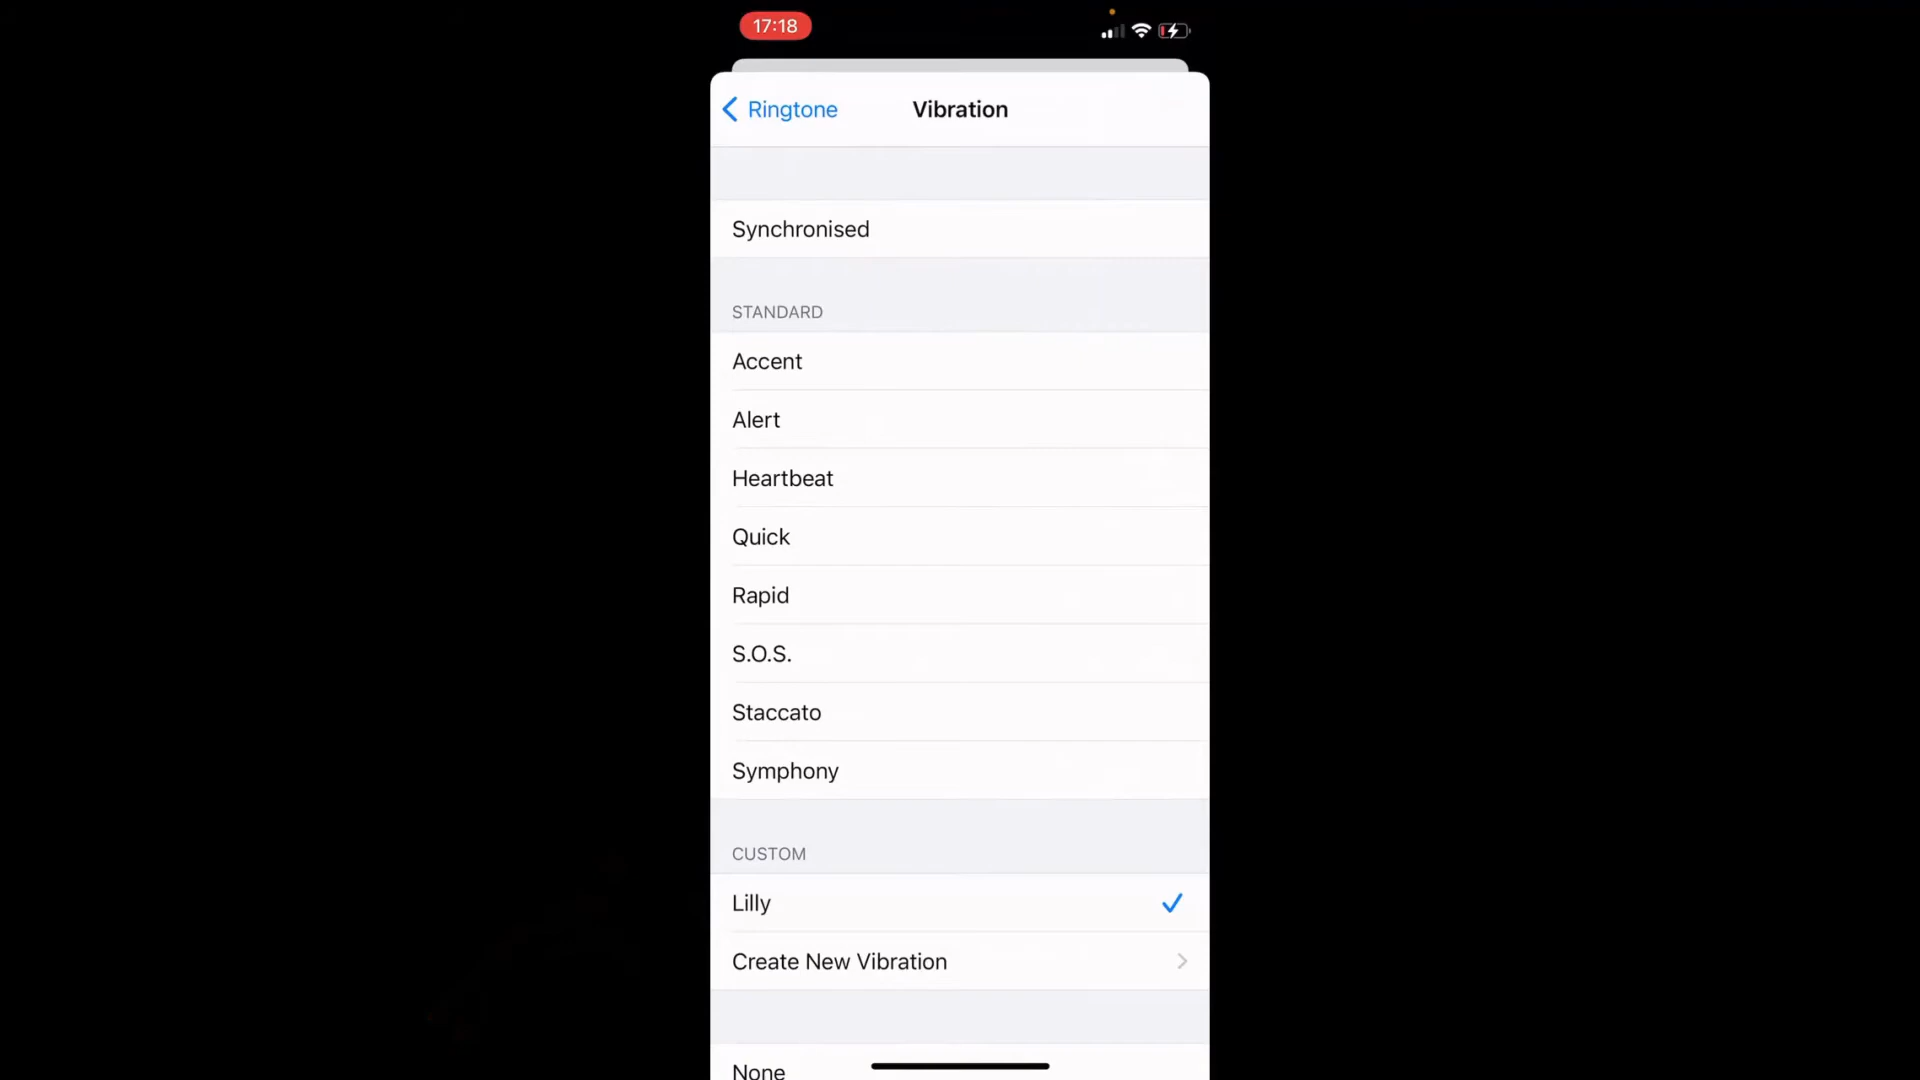 17:18
Ringtone
Vibration
Synchronised
STANDARD
Accent
Alert
Heartbeat
Quick
Rapid
S.O.S.
Staccato
Symphony
CUSTOM
Lilly
Create New Vibration
None